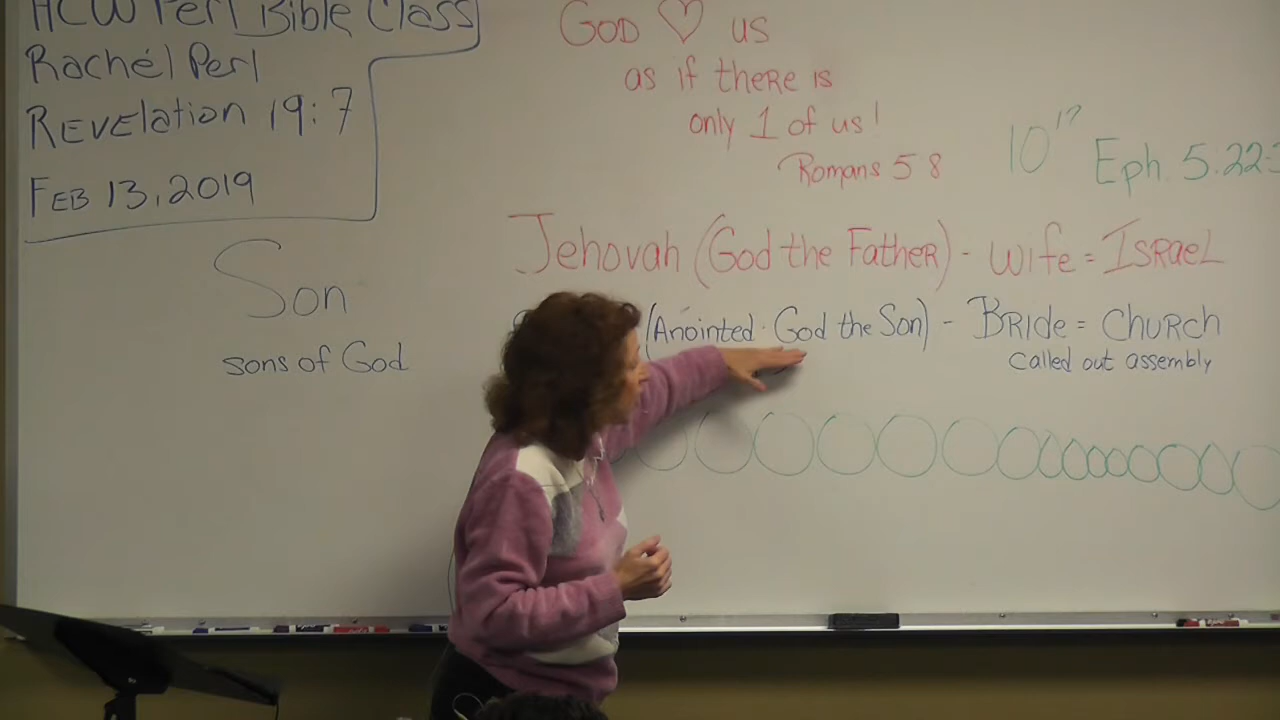 HCW Perl Bible Class
Rachel Perl
Revelation 19:7
Feb 13, 2019
God ♡ us
as if there is
only 1 of us!
Romans 5 8
10¹⁷
Eph. 5.22:
Jehovah (God the Father) - wife = Israel
(Anointed · God the Son) - Bride = Church
called out assembly
Son
sons of God